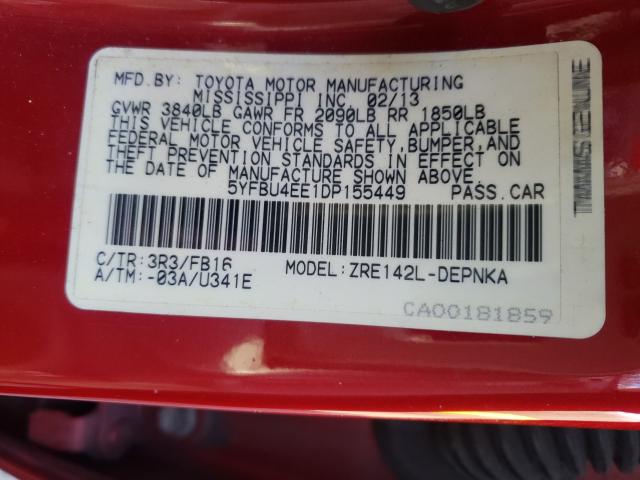 MFD.BY: TOYOTA MOTOR MANUFACTURING
MISSISSIPPI INC. 02/13
GVWR 3840LB GAWR FR 2090LB RR 1850LB
THIS VEHICLE CONFORMS TO ALL APPLICABLE
FEDERAL MOTOR VEHICLE SAFETY,BUMPER,AND
THEFT PREVENTION STANDARDS IN EFFECT ON
THE DATE OF MANUFACTURE SHOWN ABOVE.
5YFBU4EE1DP155449 PASS.CAR
C/TR:3R3/FB16 MODEL:ZRE142L-DEPNKA
A/TM:-03A/U341E
CA00181859